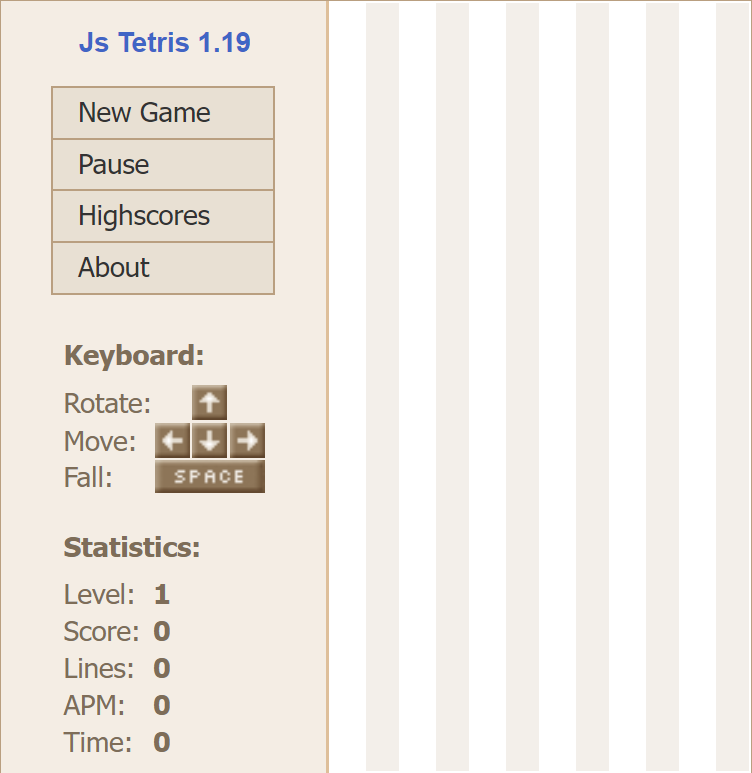 Js Tetris 1.19
New Game
Pause
Highscores
About
Keyboard:
Rotate:
Move:
Fall: SPACE
Statistics:
Level: 1
Score: 0
Lines: 0
APM: 0
Time: 0